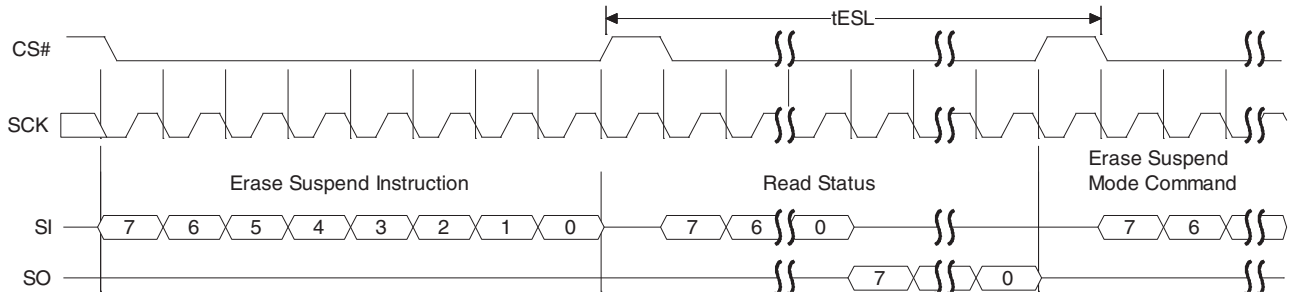 tESL
CS#
SCK
Erase Suspend Instruction
Read Status
Erase Suspend
Mode Command
SI 7 6 5 4 3 2 1 0 7 6 0 7 6
SO 7 0